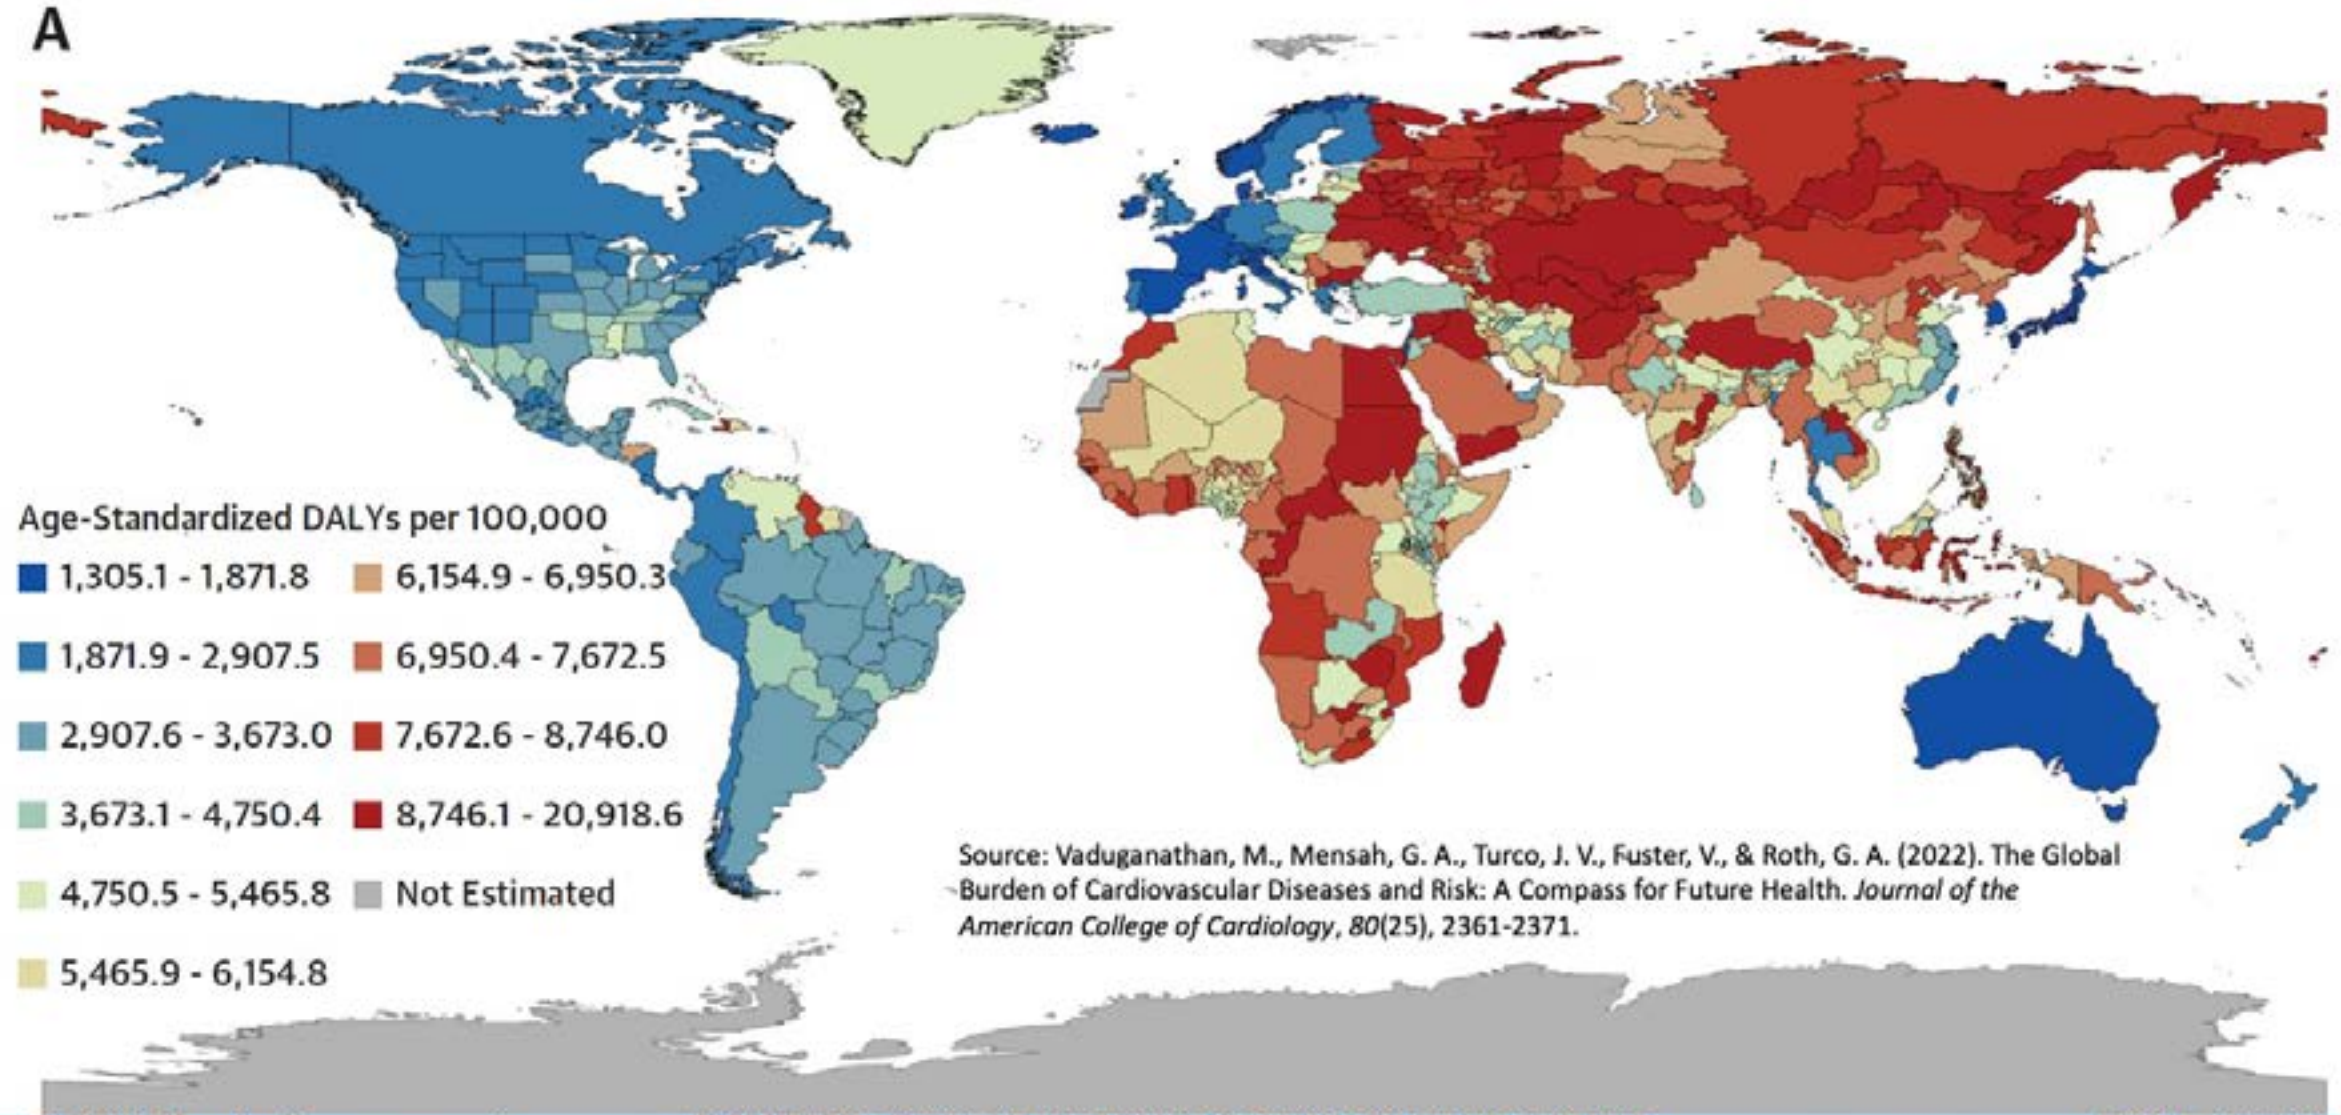 A
Age-Standardized DALYs per 100,000
1,305.1 - 1,871.8
1,871.9 - 2,907.5
2,907.6 - 3,673.0
3,673.1 - 4,750.4
4,750.5 - 5,465.8
5,465.9 - 6,154.8
6,154.9 - 6,950.3
6,950.4 - 7,672.5
7,672.6 - 8,746.0
8,746.1 - 20,918.6
Not Estimated
Source: Vaduganathan, M., Mensah, G. A., Turco, J. V., Fuster, V., & Roth, G. A. (2022). The Global
Burden of Cardiovascular Diseases and Risk: A Compass for Future Health. Journal of the
American College of Cardiology, 80(25), 2361-2371.